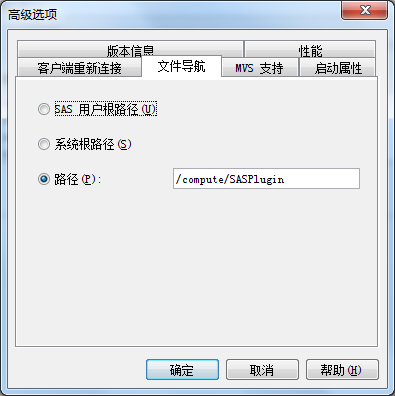 高级选项
版本信息 性能
客户端重新连接 文件导航 MVS 支持 启动属性
SAS 用户根路径(U)
系统根路径(S)
路径(P): /compute/SASPlugin
确定 取消 帮助(H)